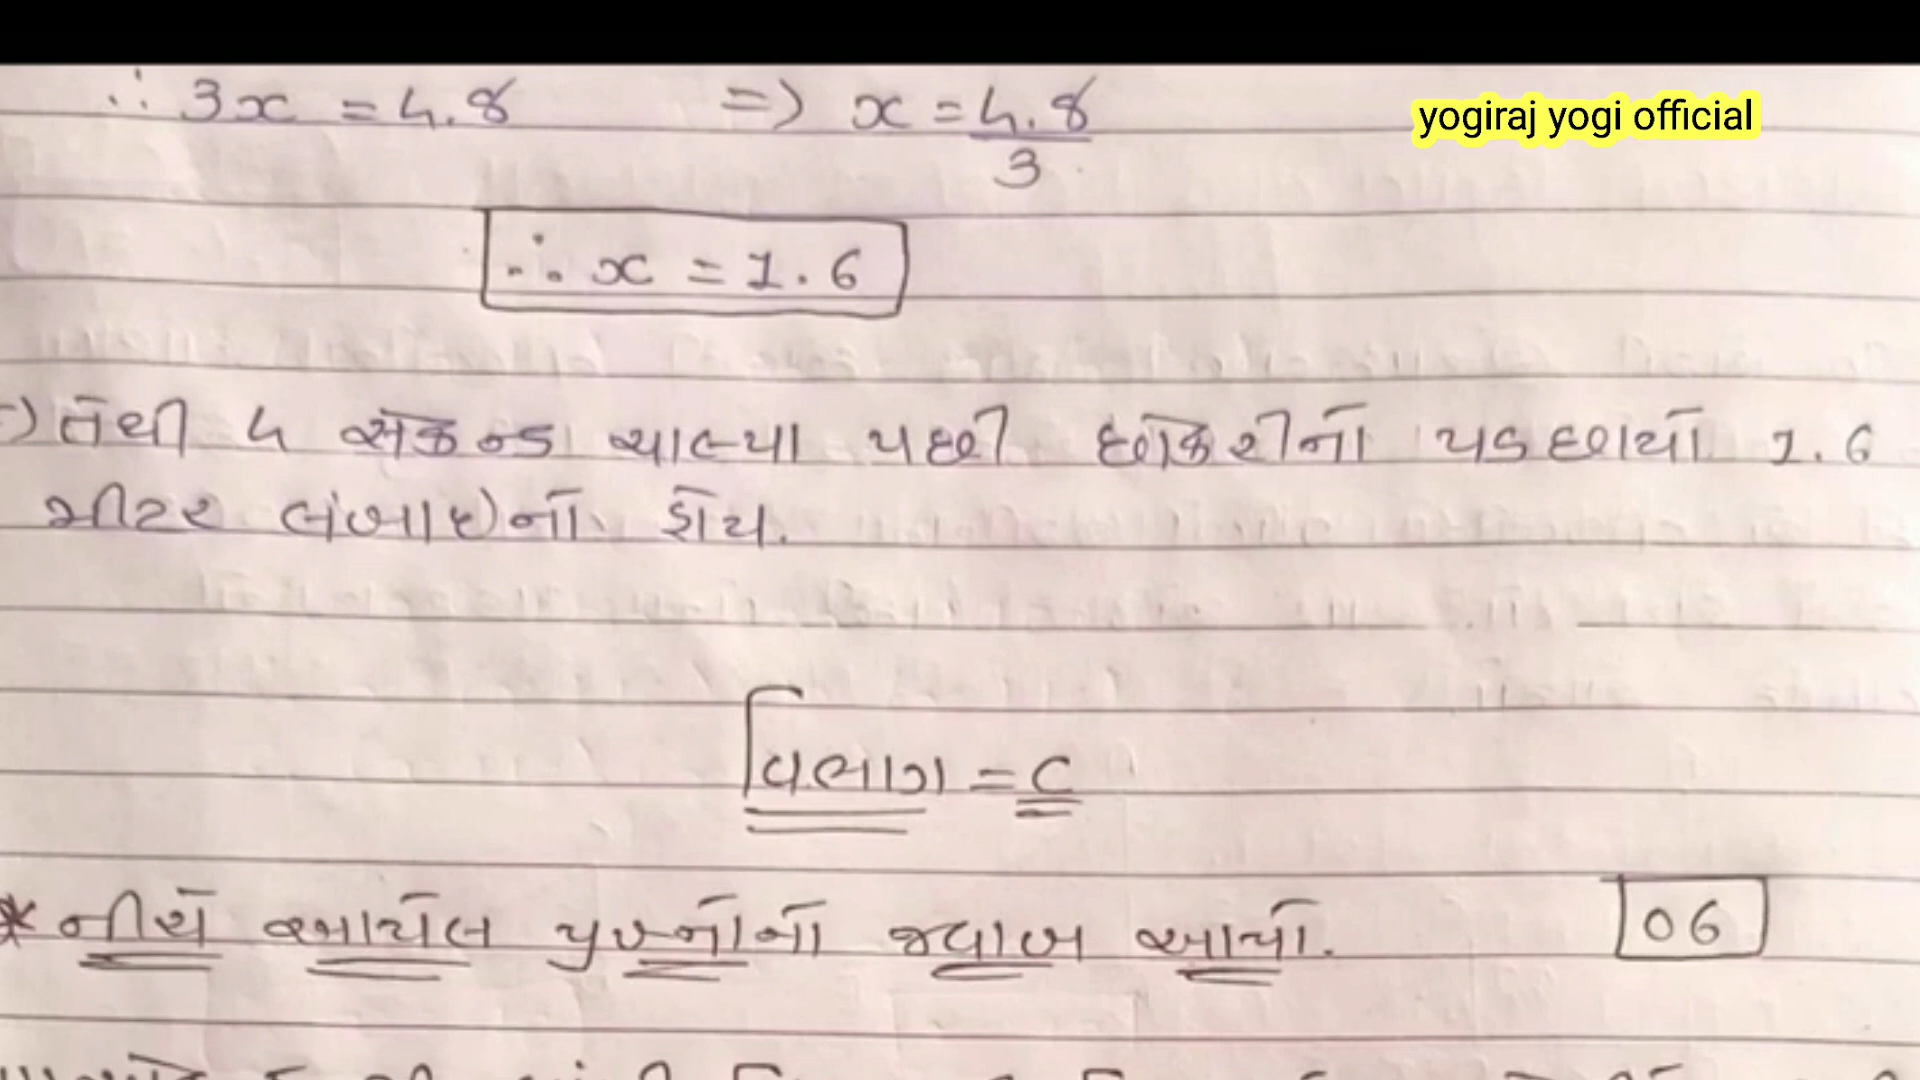 ∴ 3x = 4.8 => x = 4.8/3
yogiraj yogi official
∴ x = 1.6
તેથી 4 સેકન્ડ ચાલ્યા પછી છોકરીનો પડછાયો 1.6
મીટર લંબાઈનો હોય.
વિભાગ = C
* નીચે આપેલ પ્રશ્નોના જવાબ આપો. 06